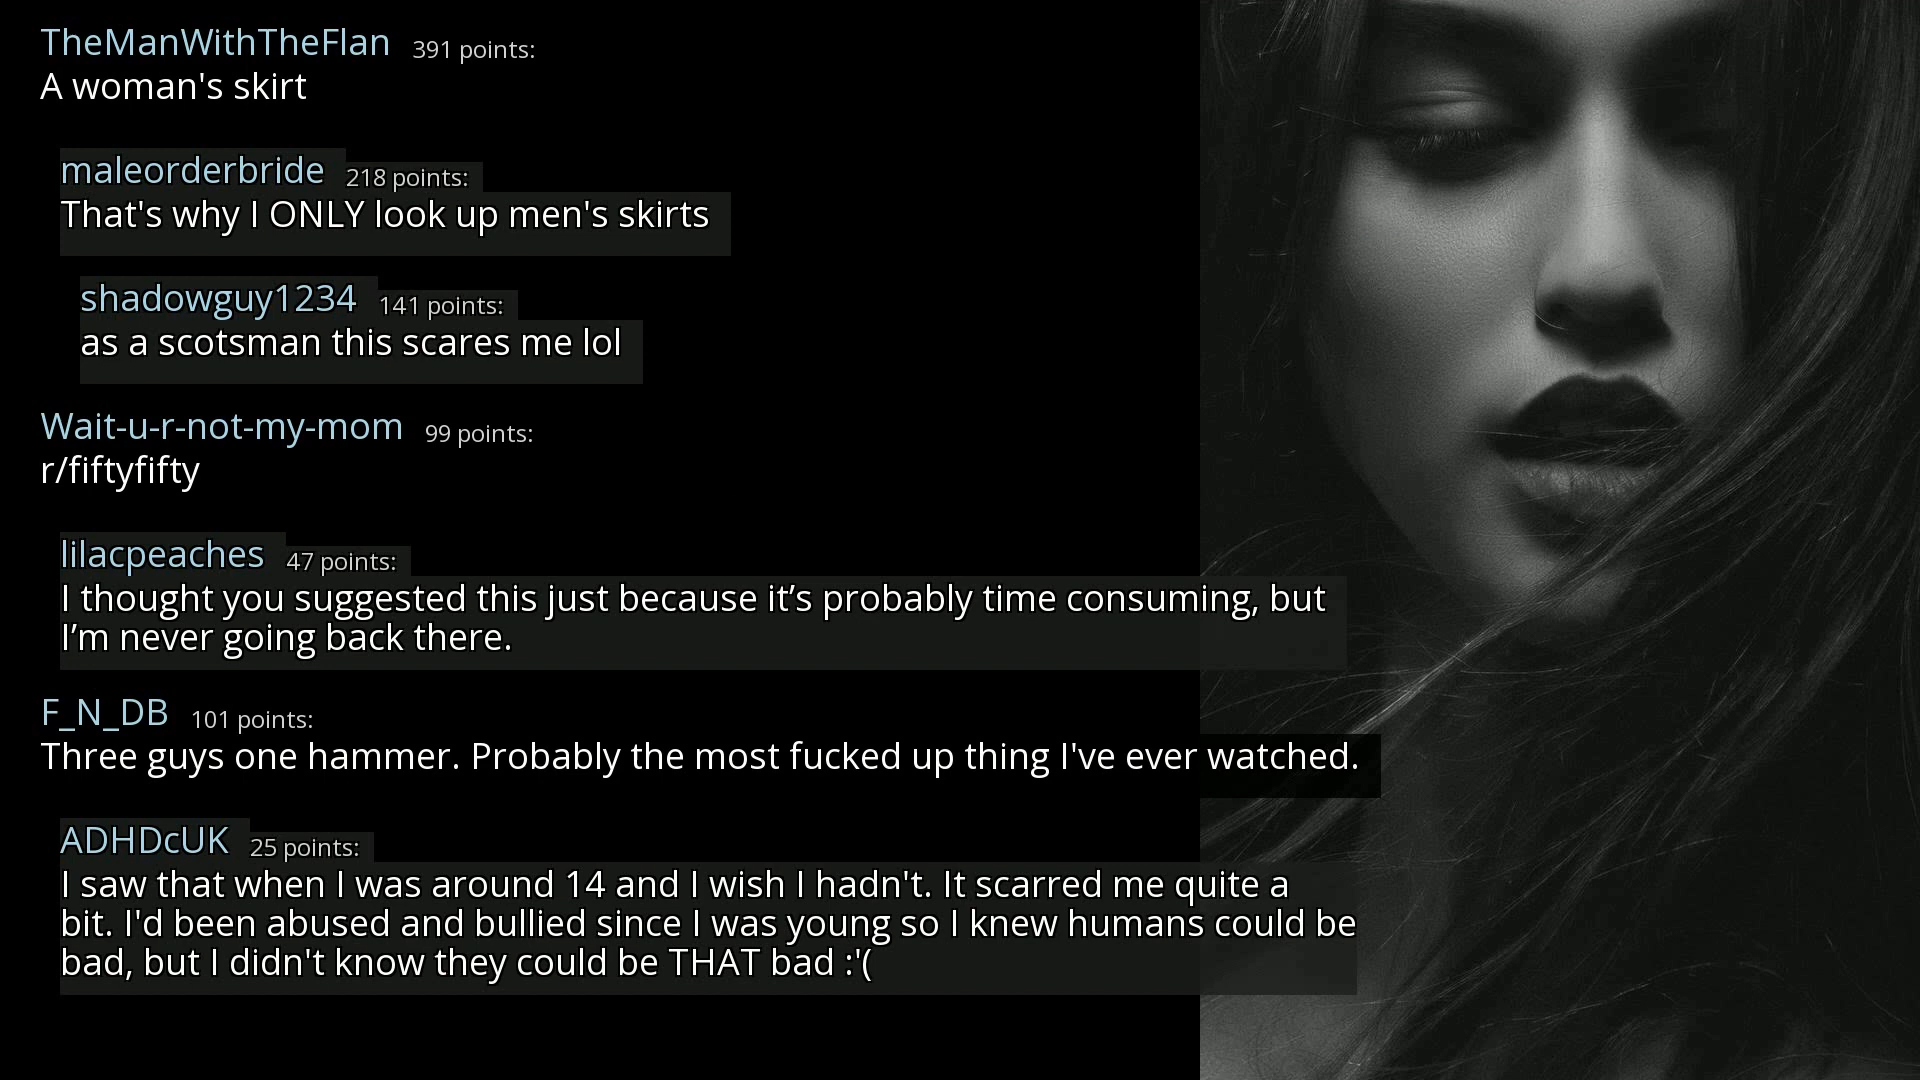 TheManWithTheFlan 391 points:
A woman's skirt
maleorderbride 218 points:
That's why I ONLY look up men's skirts
shadowguy1234 141 points:
as a scotsman this scares me lol
Wait-u-r-not-my-mom 99 points:
r/fiftyfifty
lilacpeaches 47 points:
I thought you suggested this just because it’s probably time consuming, but
I’m never going back there.
F_N_DB 101 points:
Three guys one hammer. Probably the most fucked up thing I've ever watched.
ADHDcUK 25 points:
I saw that when I was around 14 and I wish I hadn't. It scarred me quite a
bit. I'd been abused and bullied since I was young so I knew humans could be
bad, but I didn't know they could be THAT bad :'(